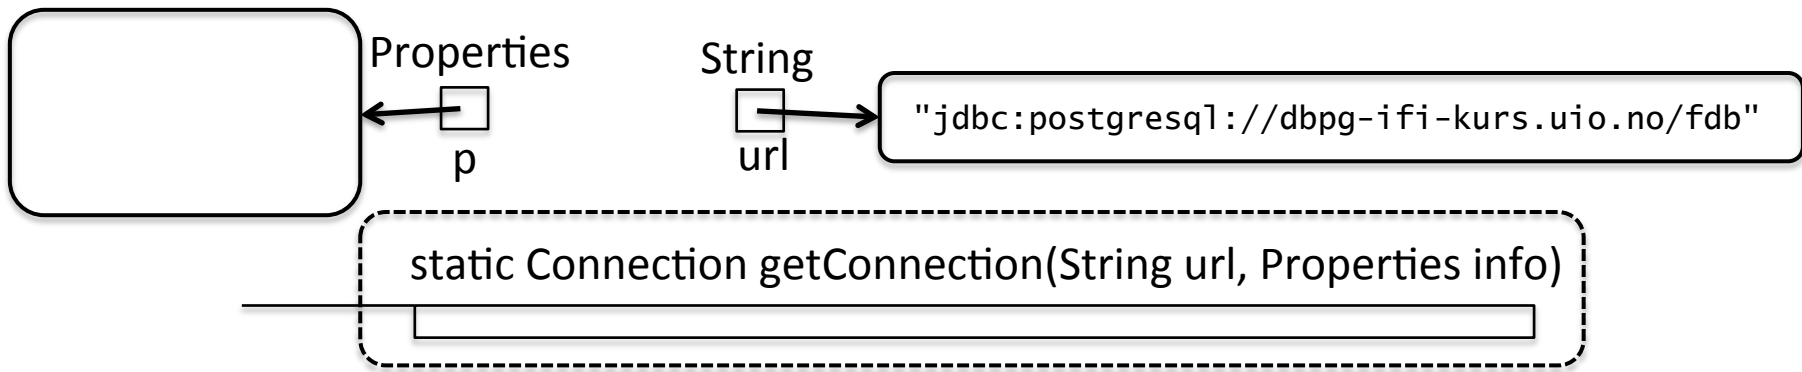 Properties
String
p
url
"jdbc:postgresql://dbpg-ifi-kurs.uio.no/fdb"
static Connection getConnection(String url, Properties info)